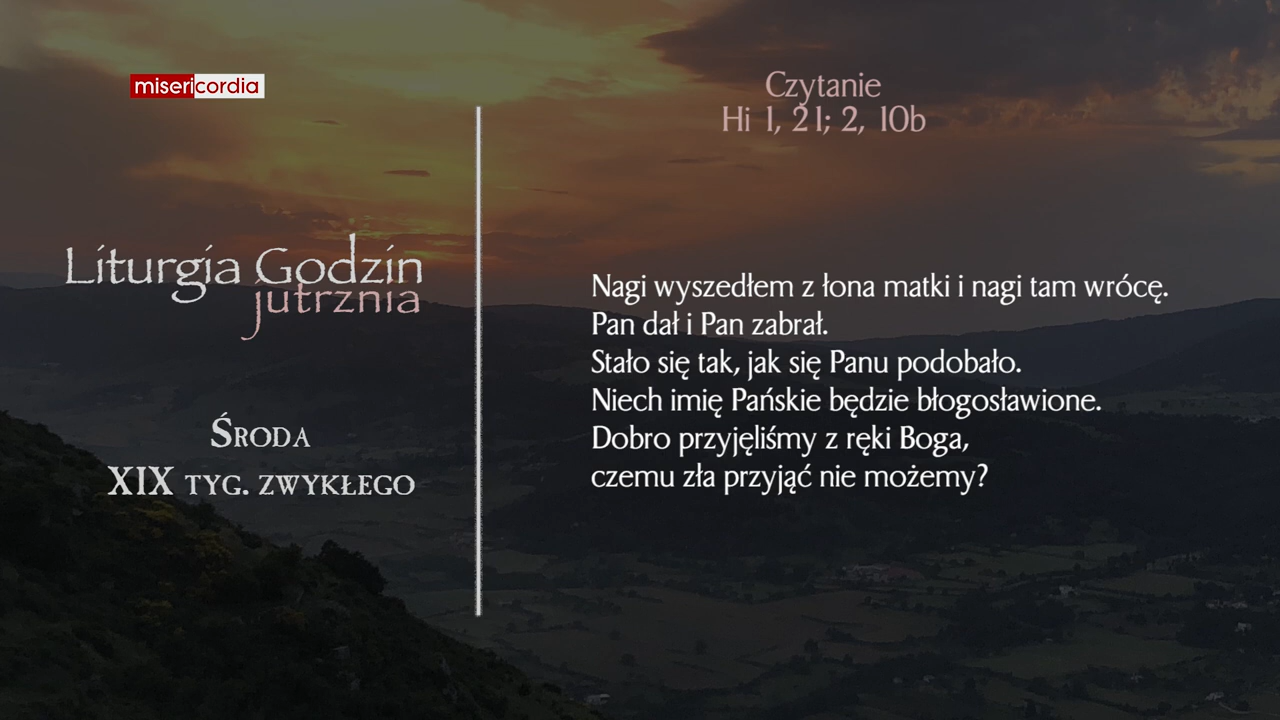 misericordia
Liturgia Godzin
jutrznia
Środa
XIX tyg. zwykłego
Czytanie
Hi 1, 21; 2, 10b
Nagi wyszedłem z łona matki i nagi tam wrócę.
Pan dał i Pan zabrał.
Stało się tak, jak się Panu podobało.
Niech imię Pańskie będzie błogosławione.
Dobro przyjęliśmy z ręki Boga,
czemu zła przyjąć nie możemy?